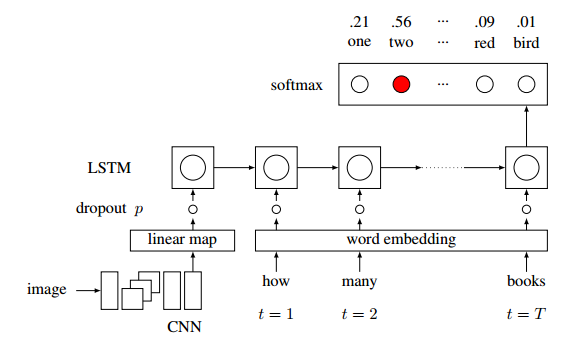 .21 .56 ... .09 .01
one two ... red bird
softmax ...
LSTM
dropout p
linear map word embedding
image how many books
t = 1 t = 2 t = T
CNN